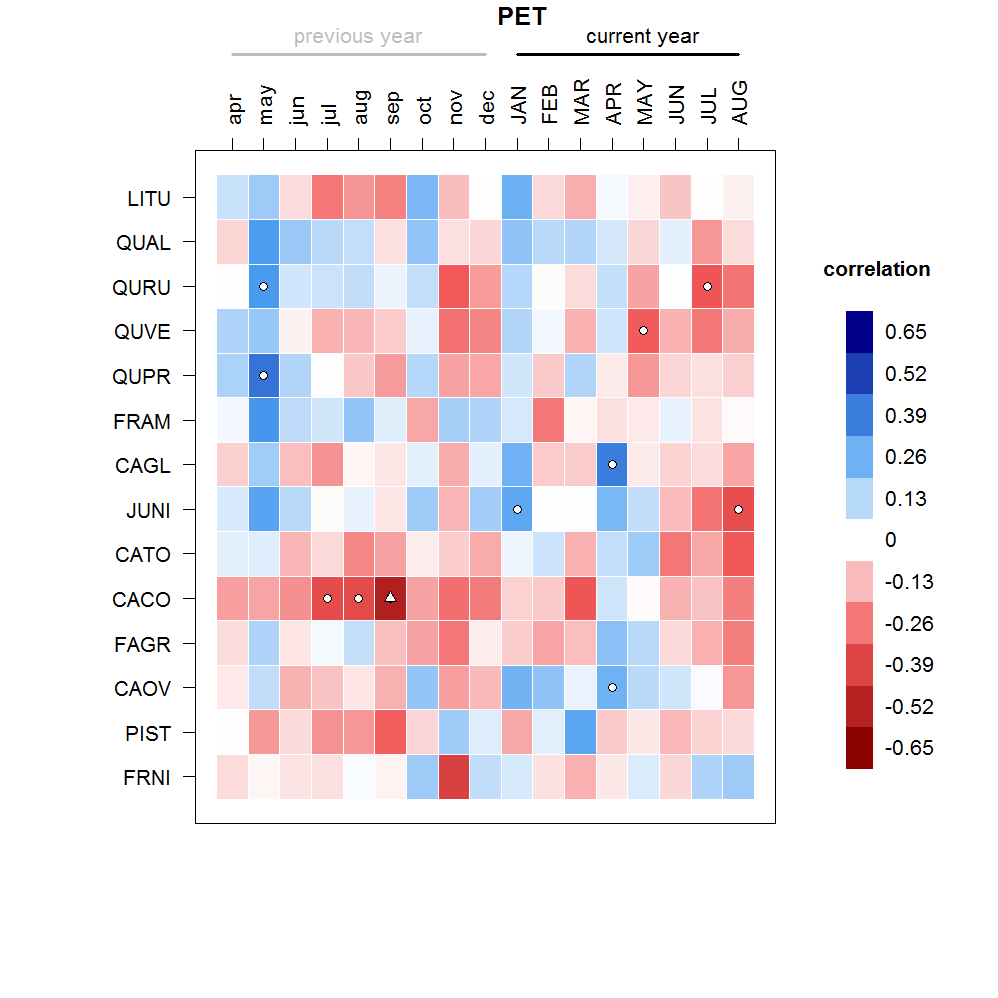 PET
previous year current year
apr may jun jul aug sep oct nov dec JAN FEB MAR APR MAY JUN JUL AUG
LITU
QUAL
QURU
QUVE
QUPR
FRAM
CAGL
JUNI
CATO
CACO
FAGR
CAOV
PIST
FRNI
correlation
0.65
0.52
0.39
0.26
0.13
0
-0.13
-0.26
-0.39
-0.52
-0.65